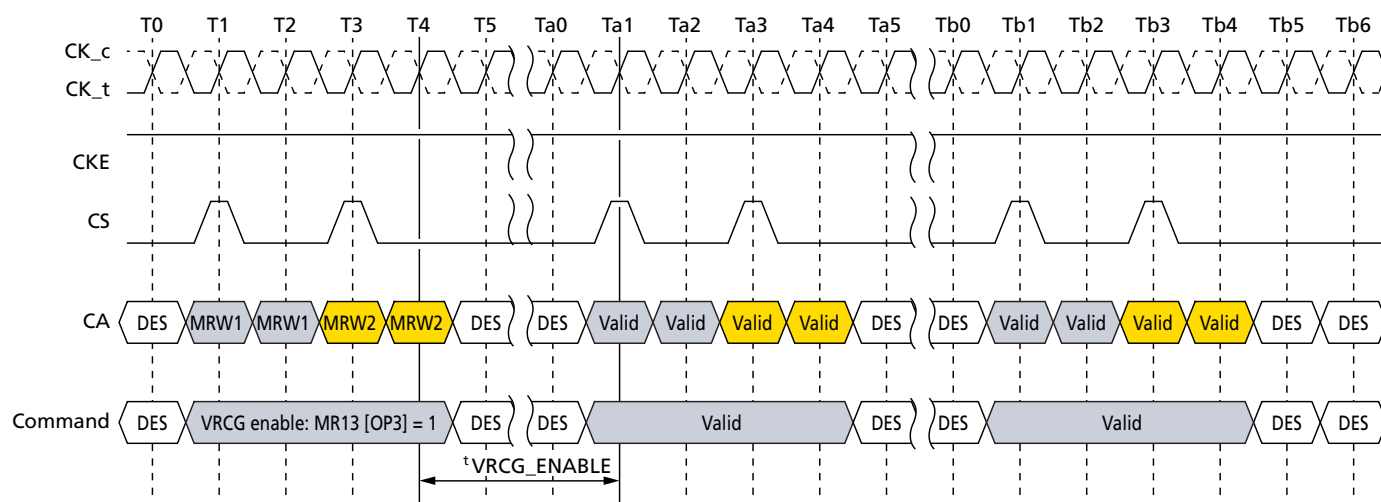 T0 T1 T2 T3 T4 T5 Ta0 Ta1 Ta2 Ta3 Ta4 Ta5 Tb0 Tb1 Tb2 Tb3 Tb4 Tb5 Tb6
CK_c
CK_t
CKE
CS
CA DES MRW1 MRW1 MRW2 MRW2 DES DES Valid Valid Valid Valid DES DES Valid Valid Valid Valid DES DES
Command DES VRCG enable: MR13 [OP3] = 1 DES DES Valid DES DES Valid DES DES
tVRCG_ENABLE